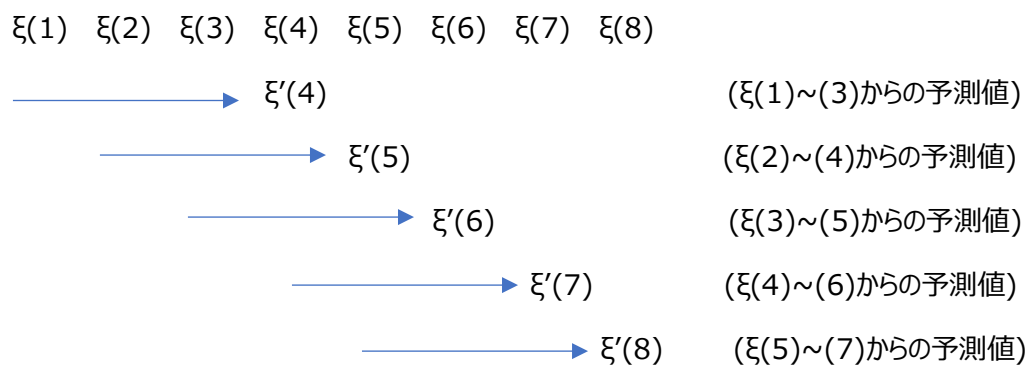 ξ(1) ξ(2) ξ(3) ξ(4) ξ(5) ξ(6) ξ(7) ξ(8)
ξ′(4) (ξ(1)~(3)からの予測値)
ξ′(5) (ξ(2)~(4)からの予測値)
ξ′(6) (ξ(3)~(5)からの予測値)
ξ′(7) (ξ(4)~(6)からの予測値)
ξ′(8) (ξ(5)~(7)からの予測値)